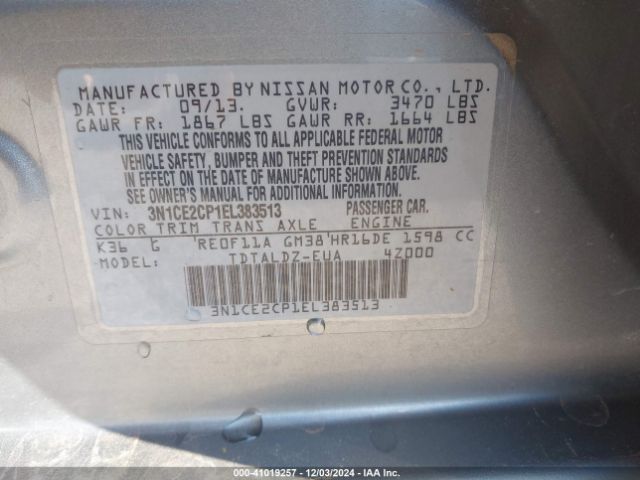 MANUFACTURED BY NISSAN MOTOR CO., LTD.
DATE: 09/13. GVWR: 3470 LBS
GAWR FR: 1867 LBS GAWR RR: 1664 LBS
THIS VEHICLE CONFORMS TO ALL APPLICABLE FEDERAL MOTOR
VEHICLE SAFETY, BUMPER AND THEFT PREVENTION STANDARDS
IN EFFECT ON THE DATE OF MANUFACTURE SHOWN ABOVE.
SEE OWNER'S MANUAL FOR ADDITIONAL INFORMATION.
VIN: 3N1CE2CP1EL383513 PASSENGER CAR.
COLOR TRIM TRANS AXLE ENGINE
K36 G RE0F11A GM38 HR16DE 1598 CC
MODEL: TDTALDZ-EUA 4Z000
3N1CE2CP1EL383513
000-41019257 - 12/03/2024 - IAA Inc.